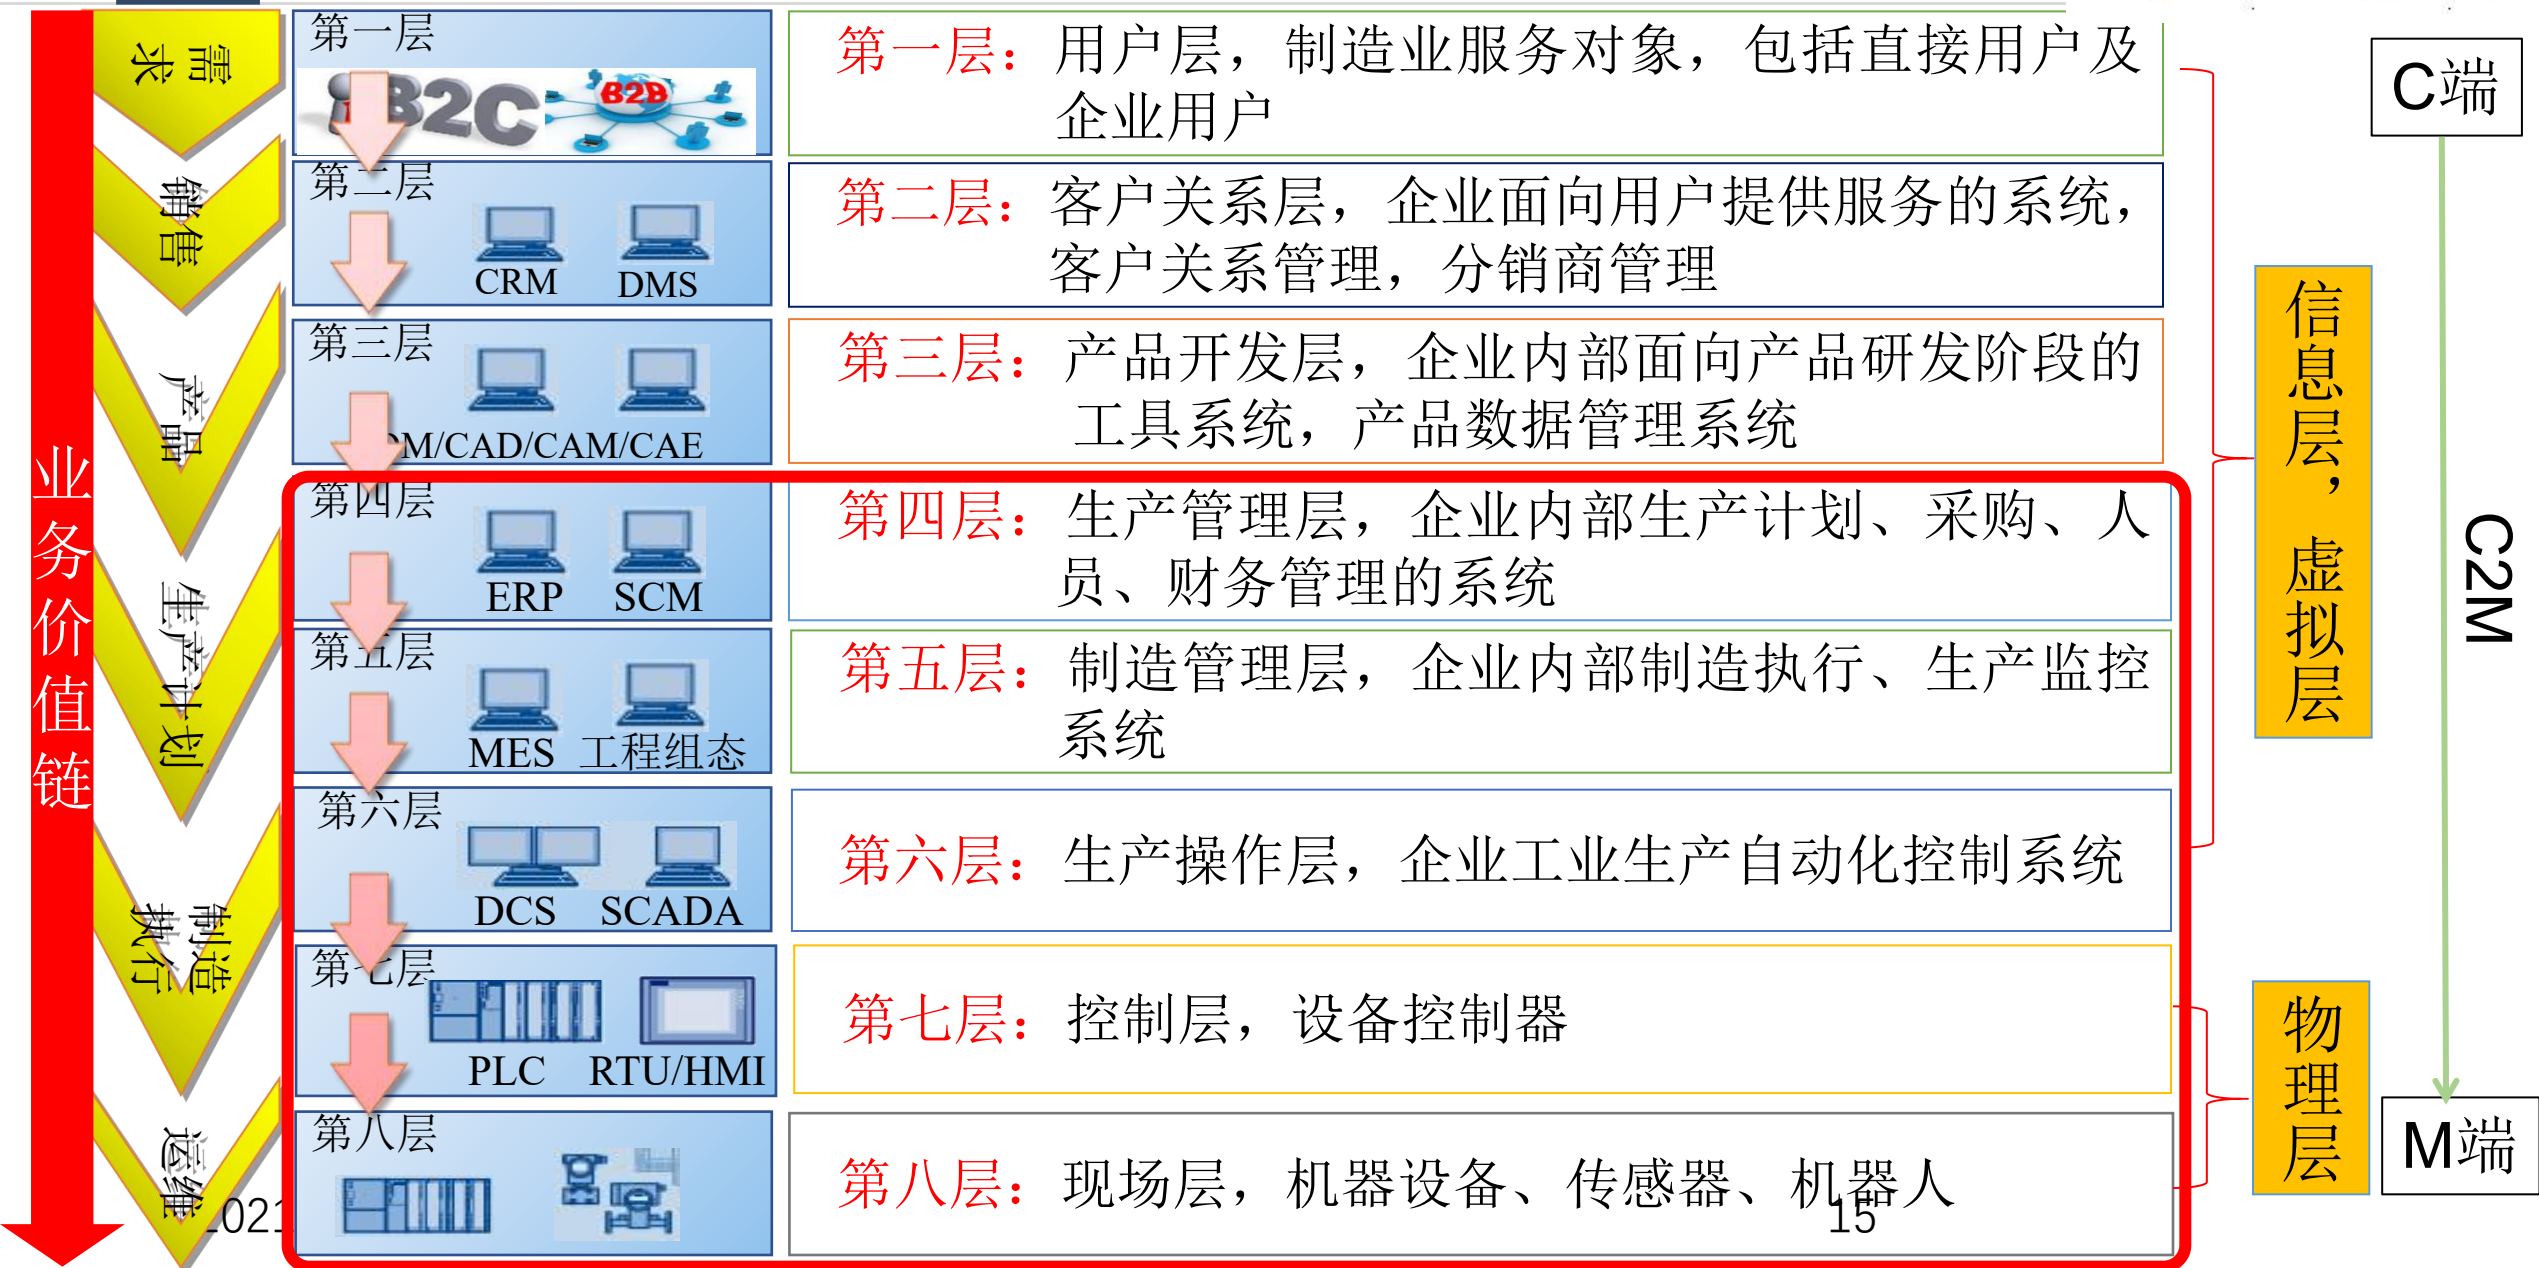 业务价值链
需求
销售
产品
生产计划
制造执行
运维
第一层
B2C
B2B
第二层
CRM DMS
第三层
M/CAD/CAM/CAE
第四层
ERP SCM
第五层
MES 工程组态
第六层
DCS SCADA
第七层
PLC RTU/HMI
第八层
第一层：用户层，制造业服务对象，包括直接用户及
企业用户
第二层：客户关系层，企业面向用户提供服务的系统，
客户关系管理，分销商管理
第三层：产品开发层，企业内部面向产品研发阶段的
工具系统，产品数据管理系统
第四层：生产管理层，企业内部生产计划、采购、人
员、财务管理的系统
第五层：制造管理层，企业内部制造执行、生产监控
系统
第六层：生产操作层，企业工业生产自动化控制系统
第七层：控制层，设备控制器
第八层：现场层，机器设备、传感器、机器人
15
信息层，虚拟层
物理层
C端
C2M
M端